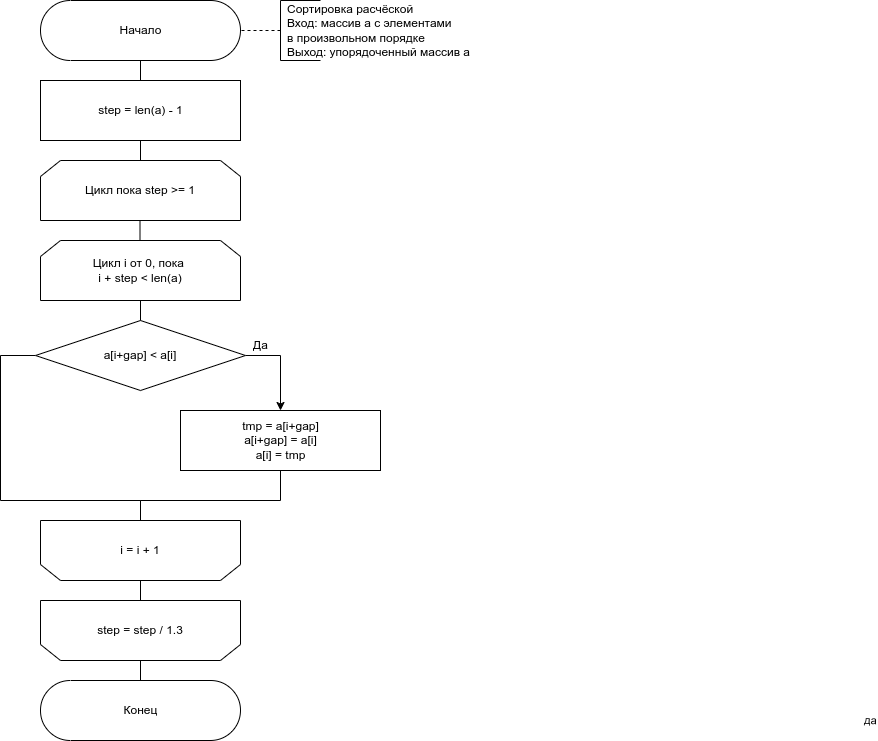 Начало
Сортировка расчёской
Вход: массив a с элементами
в произвольном порядке
Выход: упорядоченный массив a
step = len(a) - 1
Цикл пока step >= 1
Цикл i от 0, пока
i + step < len(a)
a[i+gap] < a[i]
Да
tmp = a[i+gap]
a[i+gap] = a[i]
a[i] = tmp
i = i + 1
step = step / 1.3
Конец
да